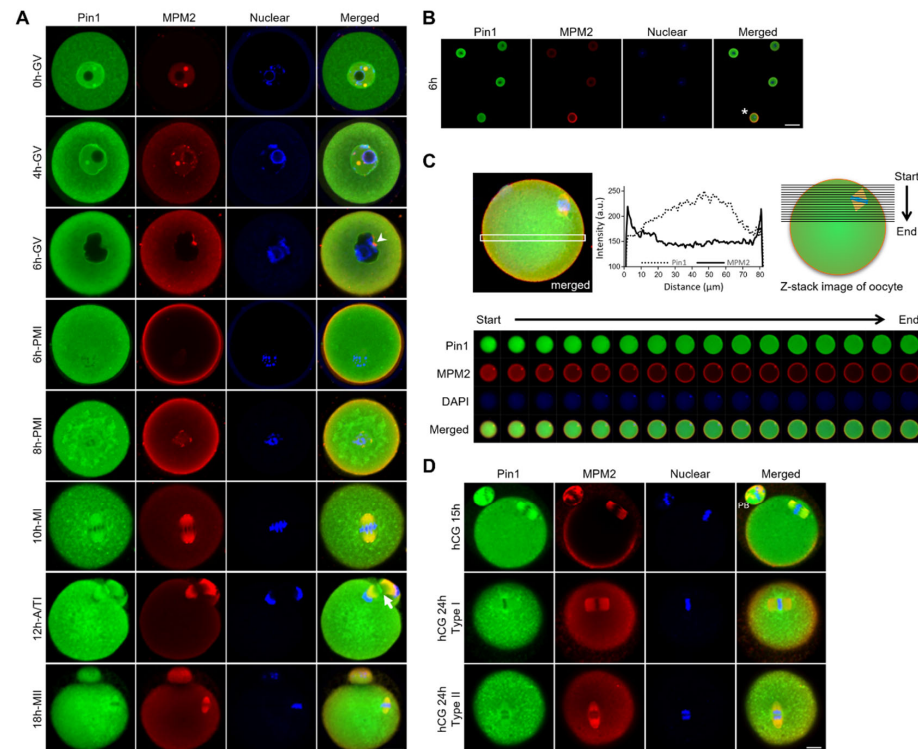 A
Pin1 MPM2 Nuclear Merged
0h-GV
4h-GV
6h-GV
6h-PMI
8h-PMI
10h-MI
12h-A/TI
18h-MII
B
Pin1 MPM2 Nuclear Merged
6h
*
C
merged
Intensity (a.u.)
250
200
150
100
Pin1 MPM2
0 10 20 30 40 50 60 70 80
Distance (µm)
Start
End
Z-stack image of oocyte
Start End
Pin1
MPM2
DAPI
Merged
D
Pin1 MPM2 Nuclear Merged
hCG 15h
PB
hCG 24h
Type I
hCG 24h
Type II